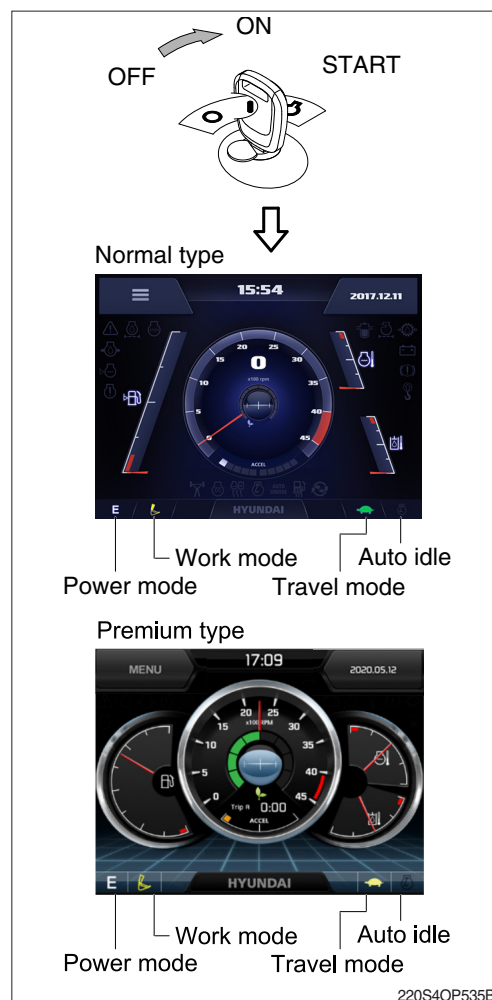 ON
OFF
START
Normal type
15:54
2017.12.11
0
x100 rpm
20 25
15 30
10 35
5 40
0 45
ACCEL
E
HYUNDAI
Work mode
Auto idle
Power mode
Travel mode
Premium type
MENU
17:09
2020.05.12
20 25
x100RPM
15 30
10 35
5 40
0 45
Trip A 0:00
ACCEL
E
HYUNDAI
Work mode
Auto idle
Power mode
Travel mode
220S4OP535E